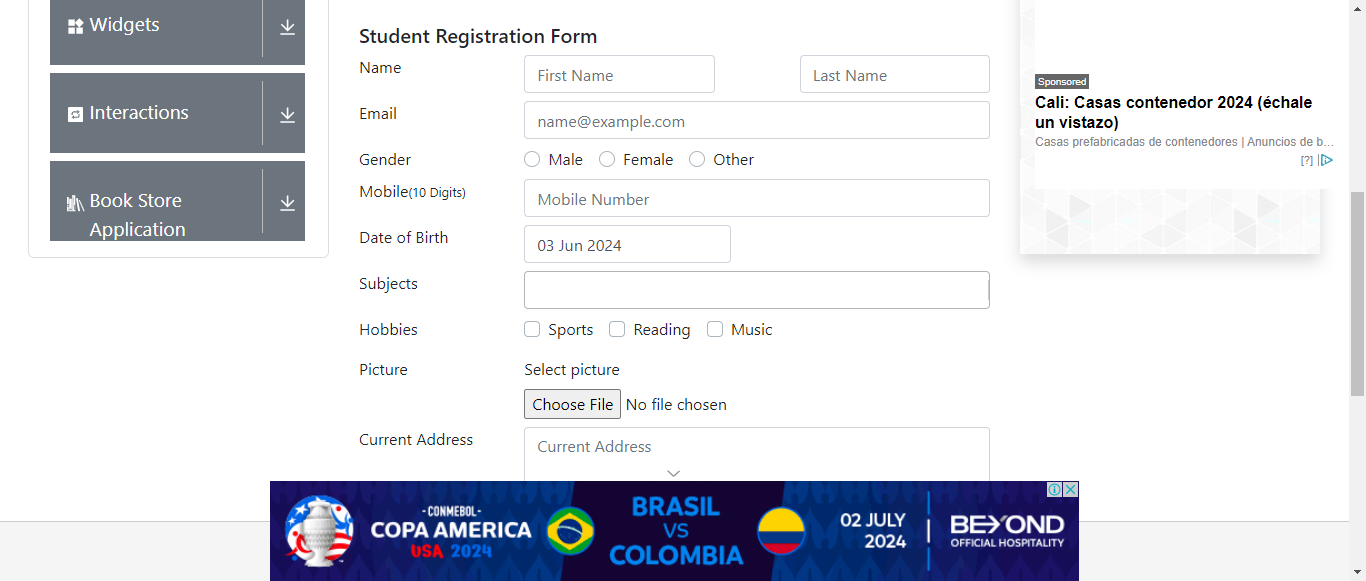 Widgets
Interactions
Book Store
Application
Student Registration Form
Name
First Name
Last Name
Email
name@example.com
Gender
Male
Female
Other
Mobile(10 Digits)
Mobile Number
Date of Birth
03 Jun 2024
Subjects
Hobbies
Sports
Reading
Music
Picture
Select picture
Choose File
No file chosen
Current Address
Current Address
Sponsored
Cali: Casas contenedor 2024 (échale
un vistazo)
Casas prefabricadas de contenedores | Anuncios de b...
[?]
-CONMEBOL-
COPA AMERICA
USA 2024
BRASIL
VS
COLOMBIA
02 JULY
2024
BEYOND
OFFICIAL HOSPITALITY